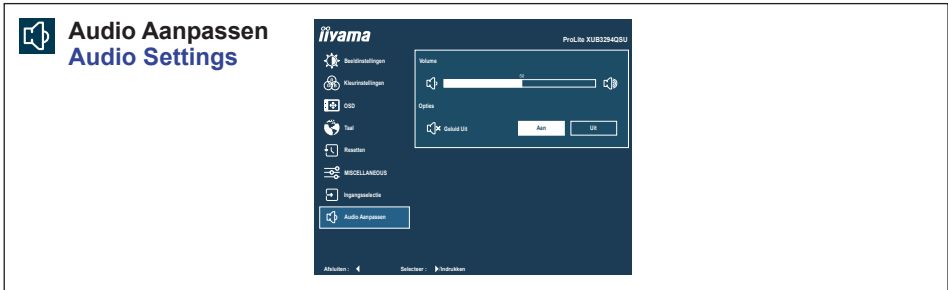 Audio Aanpassen
Audio Settings
iiyama
ProLite XUB3294QSU
Beeldinstellingen
Kleurinstellingen
OSD
Taal
Resetten
MISCELLANEOUS
Ingangsselectie
Audio Aanpassen
Volume
Opties
Geluid Uit
Aan
Uit
Afsluiten :
Selecteer : /Indrukken